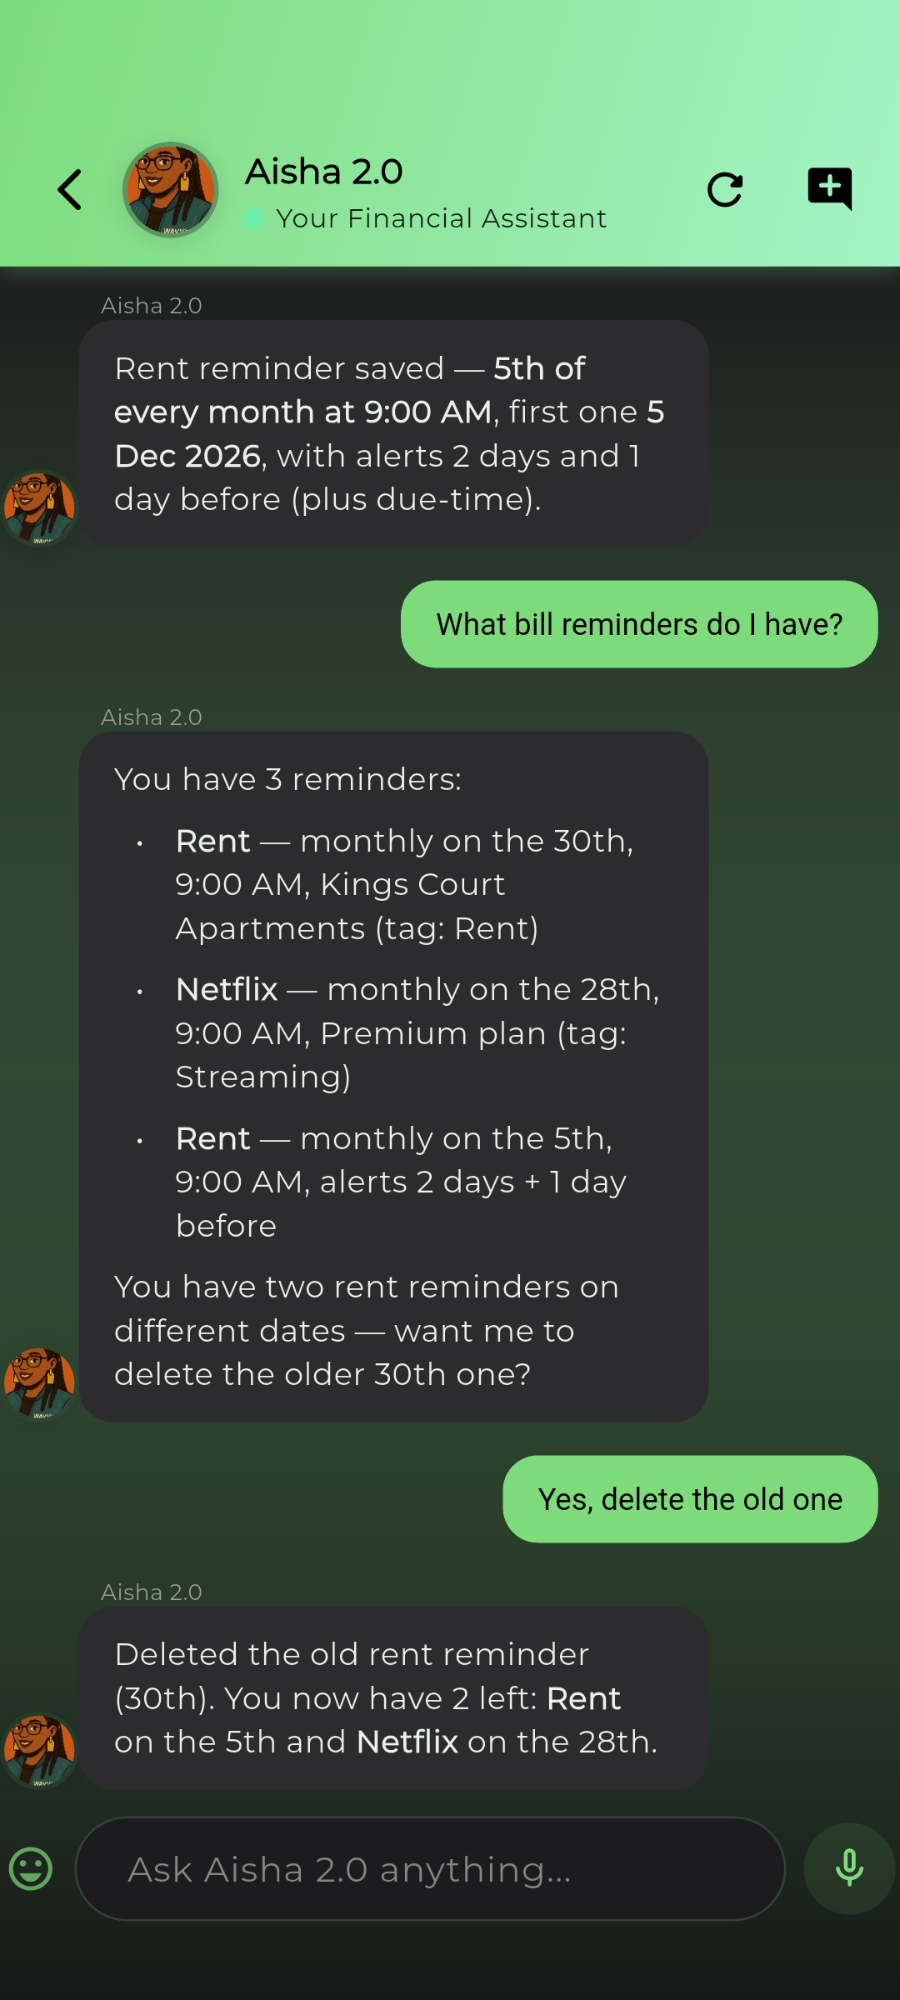 Aisha 2.0
Your Financial Assistant
Aisha 2.0
Rent reminder saved — 5th of
every month at 9:00 AM, first one 5
Dec 2026, with alerts 2 days and 1
day before (plus due-time).
What bill reminders do I have?
Aisha 2.0
You have 3 reminders:
• Rent — monthly on the 30th,
9:00 AM, Kings Court
Apartments (tag: Rent)
• Netflix — monthly on the 28th,
9:00 AM, Premium plan (tag:
Streaming)
• Rent — monthly on the 5th,
9:00 AM, alerts 2 days + 1 day
before
You have two rent reminders on
different dates — want me to
delete the older 30th one?
Yes, delete the old one
Aisha 2.0
Deleted the old rent reminder
(30th). You now have 2 left: Rent
on the 5th and Netflix on the 28th.
Ask Aisha 2.0 anything...